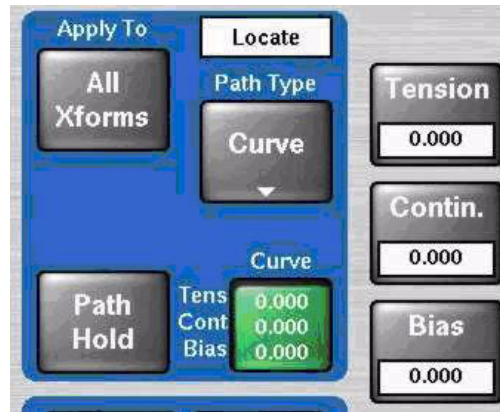 Apply To
Locate
All
Xforms
Path Type
Curve
Tension
0.000
Contin.
0.000
Path
Hold
Curve
Tens 0.000
Cont 0.000
Bias 0.000
Bias
0.000